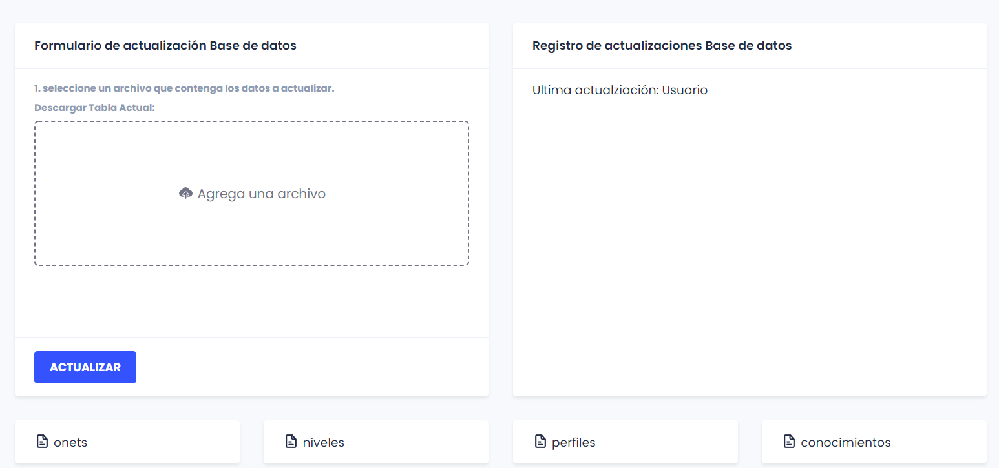 Formulario de actualización Base de datos
1. seleccione un archivo que contenga los datos a actualizar.
Descargar Tabla Actual:
Agrega una archivo
ACTUALIZAR
Registro de actualizaciones Base de datos
Ultima actualziación: Usuario
onets
niveles
perfiles
conocimientos